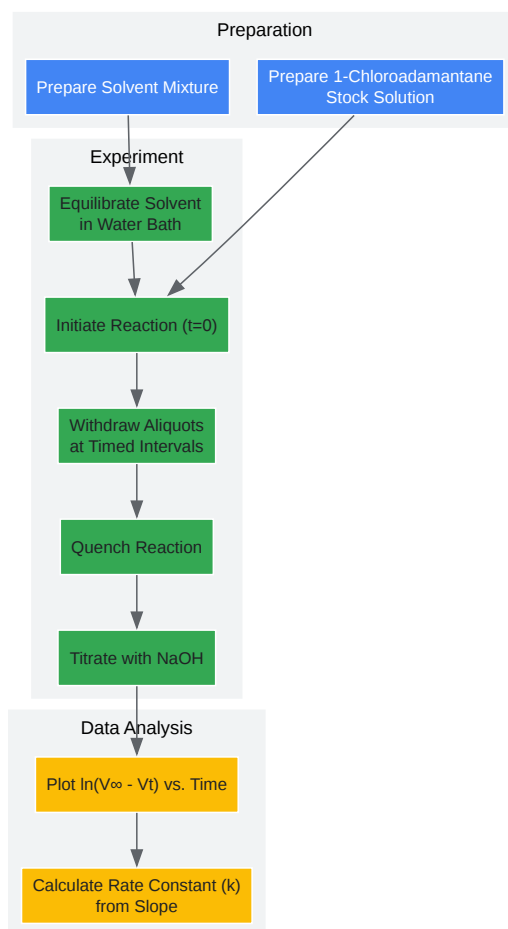 Preparation
Prepare Solvent Mixture
Prepare 1-Chloroadamantane
Stock Solution
Experiment
Equilibrate Solvent
in Water Bath
Initiate Reaction (t=0)
Withdraw Aliquots
at Timed Intervals
Quench Reaction
Titrate with NaOH
Data Analysis
Plot ln(V∞ - Vt) vs. Time
Calculate Rate Constant (k)
from Slope